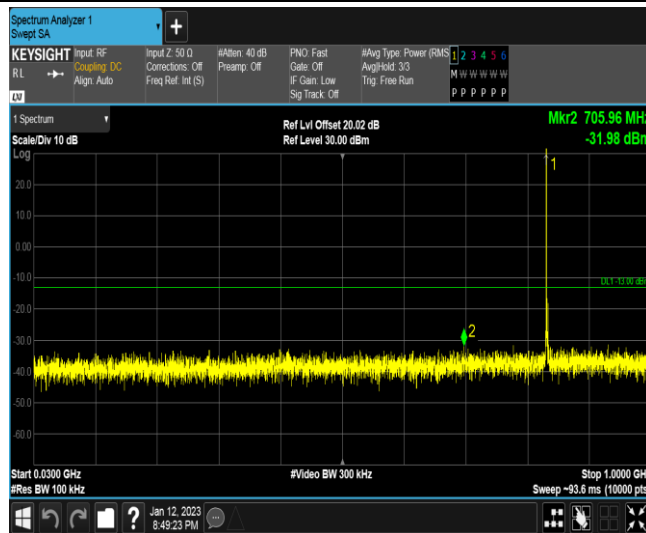 Spectrum Analyzer 1
Swept SA
+
KEYSIGHT
RL
LXI
Input: RF
Coupling: DC
Align: Auto
Input Z: 50 Ω
Corrections: Off
Freq Ref: Int (S)
#Atten: 40 dB
Preamp: Off
PNO: Fast
Gate: Off
IF Gain: Low
Sig Track: Off
#Avg Type: Power (RMS
Avg|Hold: 3/3
Trig: Free Run
1 2 3 4 5 6
M W W W W W
P P P P P P
1 Spectrum
Scale/Div 10 dB
Ref Lvl Offset 20.02 dB
Ref Level 30.00 dBm
Mkr2 705.96 MHz
-31.98 dBm
Log
1
20.0
10.0
0.00
-10.0
DL1 -13.00 dBm
-20.0
2
-30.0
-40.0
-50.0
-60.0
Start 0.0300 GHz
#Res BW 100 kHz
#Video BW 300 kHz
Stop 1.0000 GH
Sweep ~93.6 ms (10000 pts
?
Jan 12, 2023
8:49:23 PM